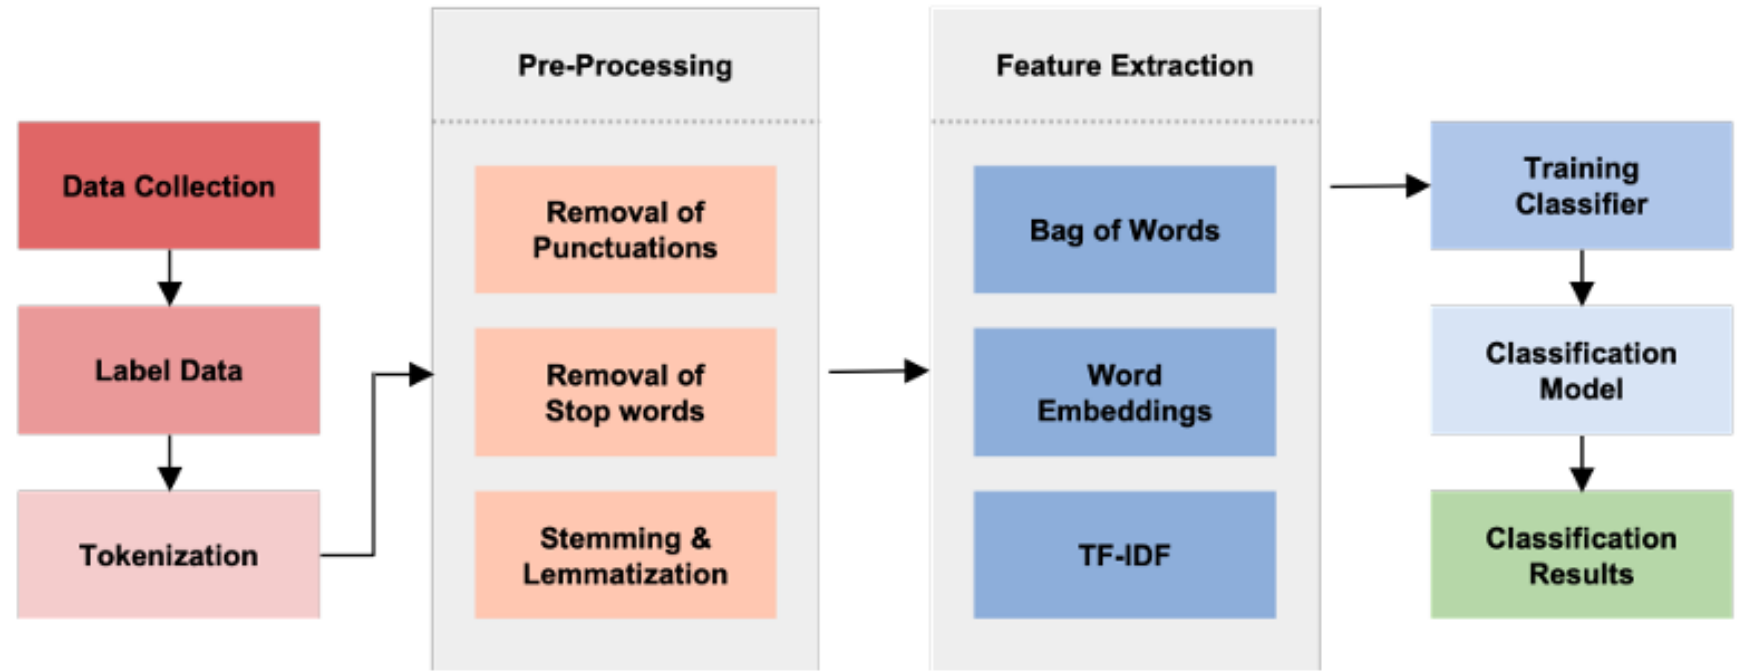 Data Collection
Label Data
Tokenization
Pre-Processing
Removal of
Punctuations
Removal of
Stop words
Stemming &
Lemmatization
Feature Extraction
Bag of Words
Word
Embeddings
TF-IDF
Training
Classifier
Classification
Model
Classification
Results